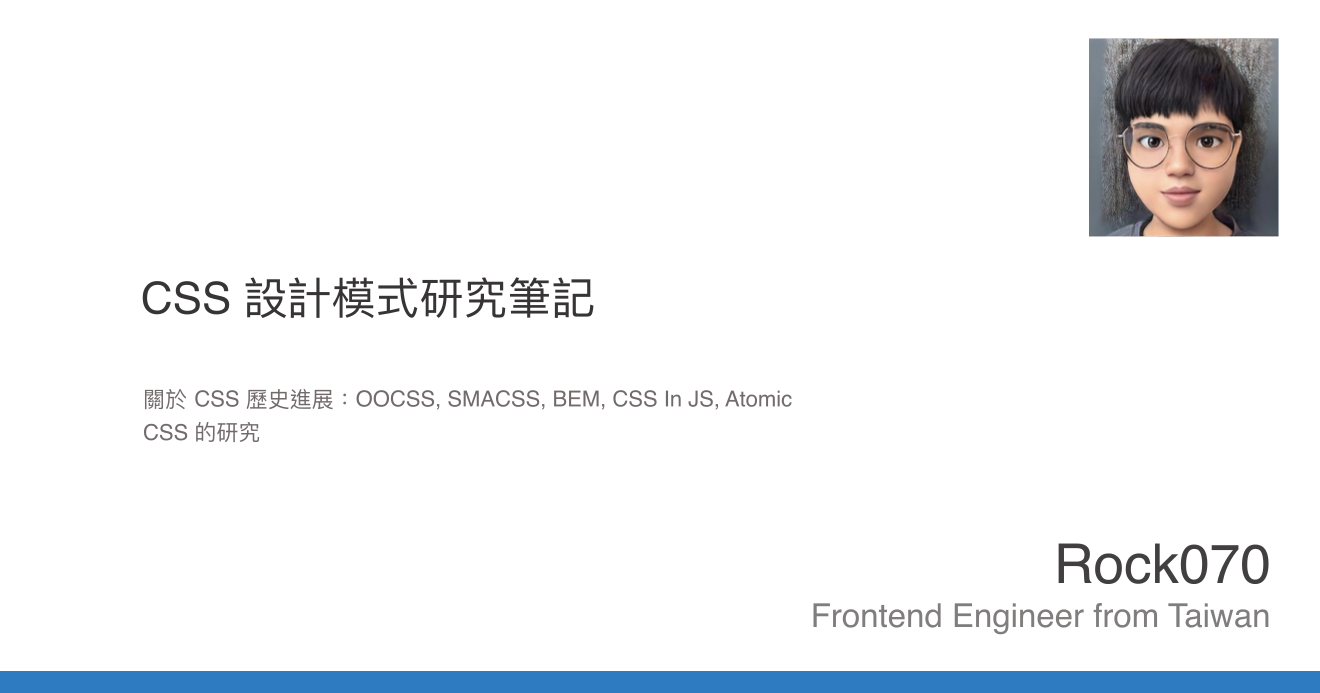 CSS 設計模式研究筆記
關於 CSS 歷史進展：OOCSS, SMACSS, BEM, CSS In JS, Atomic
CSS 的研究
Rock070
Frontend Engineer from Taiwan